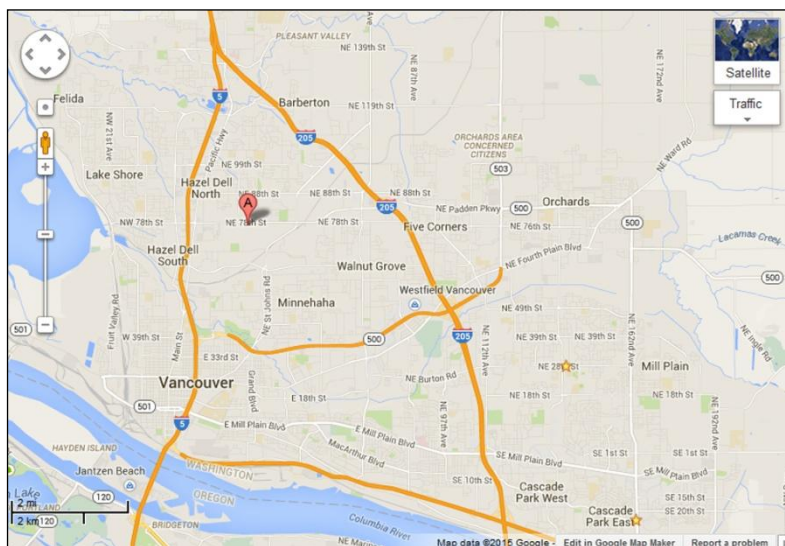 PLEASANT VALLEY
NE 139th St
NE 87th Ave
NE 172nd Ave
Satellite
Traffic
Felida
5
Barberton
NE 119th St
NW 21st Ave
Pacific Hwy
205
ORCHARDS AREA
CONCERNED
CITIZENS
NE Ward Rd
Lake Shore
NE 99th St
503
Hazel Dell
North
NE 88th St
NE 88th St
NE 88th St
A
205
NE Padden Pkwy
500
Orchards
NW 78th St
NE 78th St
NE 78th St
Five Corners
NE 76th St
500
Hazel Dell
South
Lacamas Creek
Walnut Grove
NE Fourth Plain Blvd
500
Westfield Vancouver
Minnehaha
NE St Johns Rd
Fruit Valley Rd
NE 49th St
501
W 39th St
Main St
500
205
NE 112th Ave
NE 39th St
NE 39th St
NE 162nd Ave
NE Ingle Rd
E 33rd St
NE 28th St
Mill Plain
Vancouver
Grand Blvd
NE Burton Rd
E 18th St
NE 18th St
NE 18th St
501
NE 97th Ave
NE 192nd Ave
5
E Mill Plain Blvd
E Mill Plain Blvd
HAYDEN ISLAND
MacArthur Blvd
SE 1st St
SE 1st St
Jantzen Beach
WASHINGTON
OREGON
SE Mill Plain Blvd
SE Mill Plain Blvd
SE 10th St
Cascade
Park West
SE 15th St
SE 20th St
Lake
PORTLAND
120
120
2 mi
2 km
BRIDGETON
Columbia River
Cascade
Park East
Map data ©2015 Google - Edit in Google Map Maker Report a problem